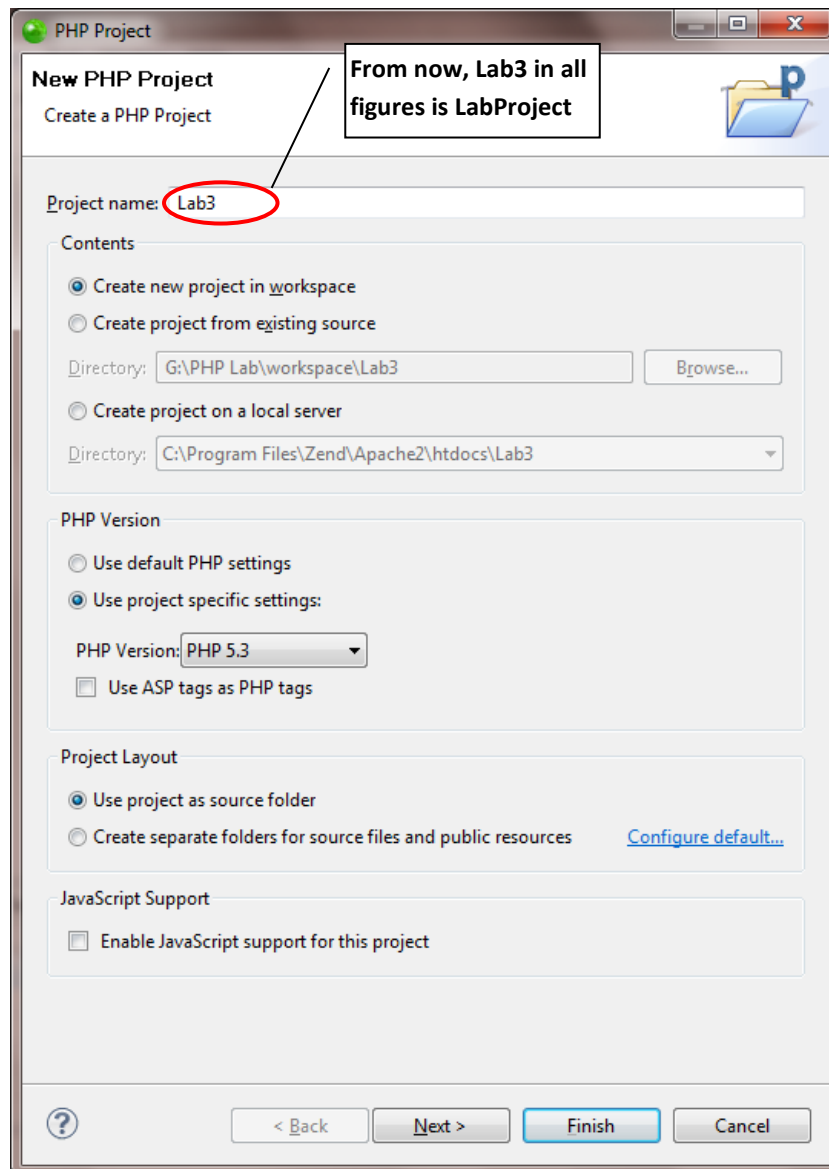 PHP Project
New PHP Project
Create a PHP Project
From now, Lab3 in all
figures is LabProject
p
Project name: Lab3
Contents
Create new project in workspace
Create project from existing source
Directory: G:\PHP Lab\workspace\Lab3 Browse...
Create project on a local server
Directory: C:\Program Files\Zend\Apache2\htdocs\Lab3
PHP Version
Use default PHP settings
Use project specific settings:
PHP Version: PHP 5.3
Use ASP tags as PHP tags
Project Layout
Use project as source folder
Create separate folders for source files and public resources Configure default...
JavaScript Support
Enable JavaScript support for this project
? < Back Next > Finish Cancel